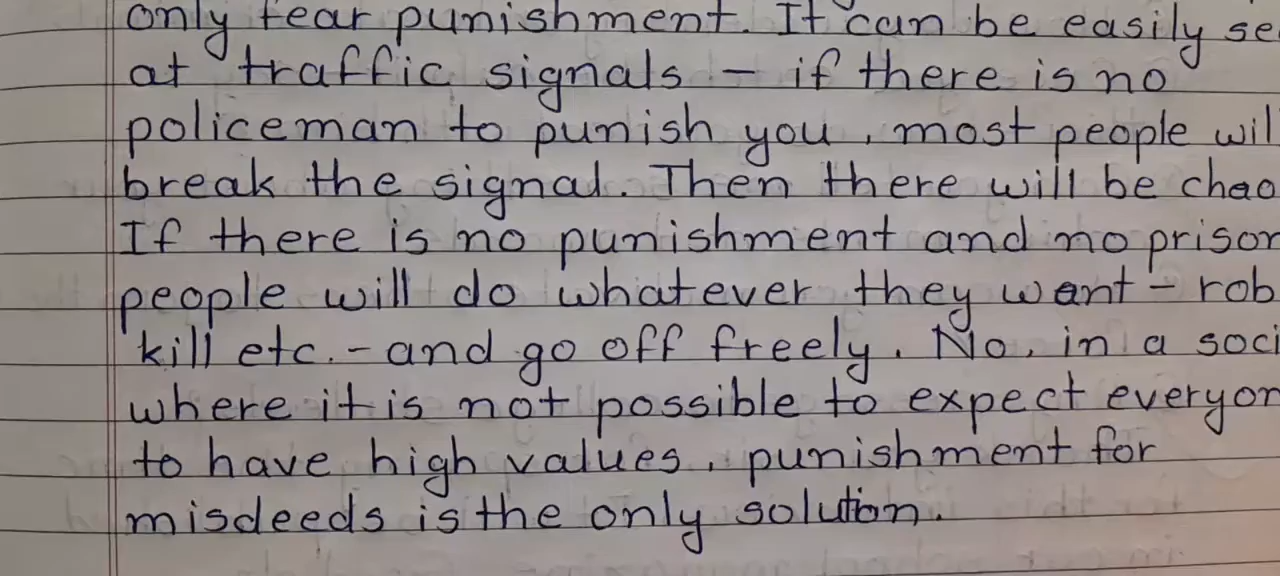 only fear punishment. It can be easily se
at traffic signals - if there is no
policeman to punish you, most people wil
break the signal. Then there will be chao
If there is no punishment and no prison
people will do whatever they want - rob
kill etc. - and go off freely. No, in a soci
where it is not possible to expect everyon
to have high values, punishment for
misdeeds is the only solution.